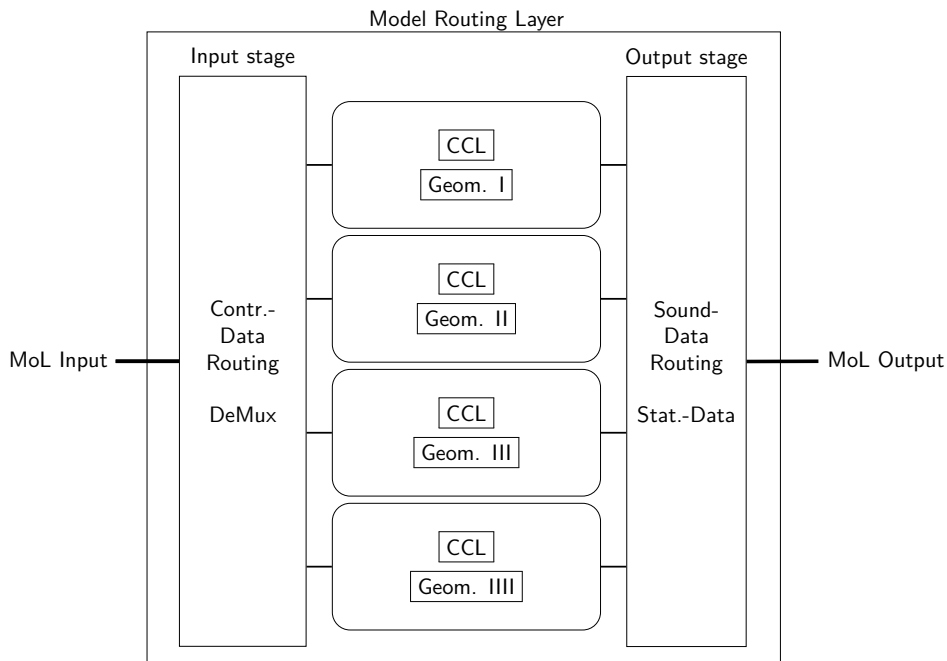 Model Routing Layer
Input stage
Output stage
CCL
Geom. I
CCL
Geom. II
Contr.-
Data
Routing
DeMux
Sound-
Data
Routing
Stat.-Data
MoL Input
MoL Output
CCL
Geom. III
CCL
Geom. IIII